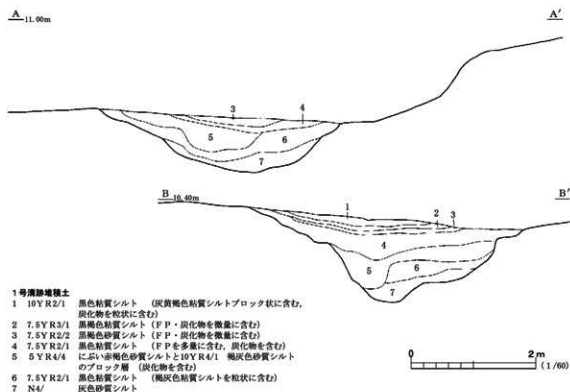 A
11.00m
A′
3
4
5
6
7
B
10.40m
B′
1
2
3
4
5
6
7
1号溝跡堆積土
1 10YR2/1 黒色粘質シルト (灰黄褐色粘質シルトブロック状に含む、
炭化物を粒状に含む)
2 7.5YR3/1 黒褐色粘質シルト (FP・炭化物を微量に含む)
3 7.5YR2/2 黒褐色砂質シルト (FP・炭化物を微量に含む)
4 7.5YR2/1 黒色粘質シルト (FPを多量に含む、炭化物を含む)
5 5YR4/4 にぶい赤褐色砂質シルトと10YR4/1 褐灰色砂質シルト
のブロック層 (炭化物を含む)
6 7.5YR2/1 黒色粘質シルト (褐灰色砂質シルトを粒状に含む)
7 N4/ 灰色砂質シルト
0 2m
(1/60)